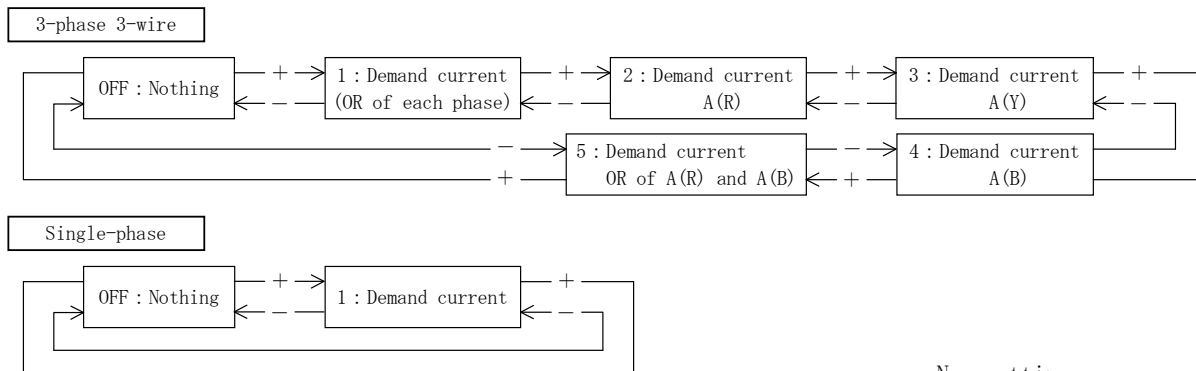 3-phase 3-wire
OFF：Nothing
＋
－
1：Demand current
(OR of each phase)
＋
－
2：Demand current
A(R)
＋
－
3：Demand current
A(Y)
＋
－
－
＋
5：Demand current
OR of A(R) and A(B)
－
＋
4：Demand current
A(B)
Single-phase
OFF：Nothing
＋
－
1：Demand current
＋
－